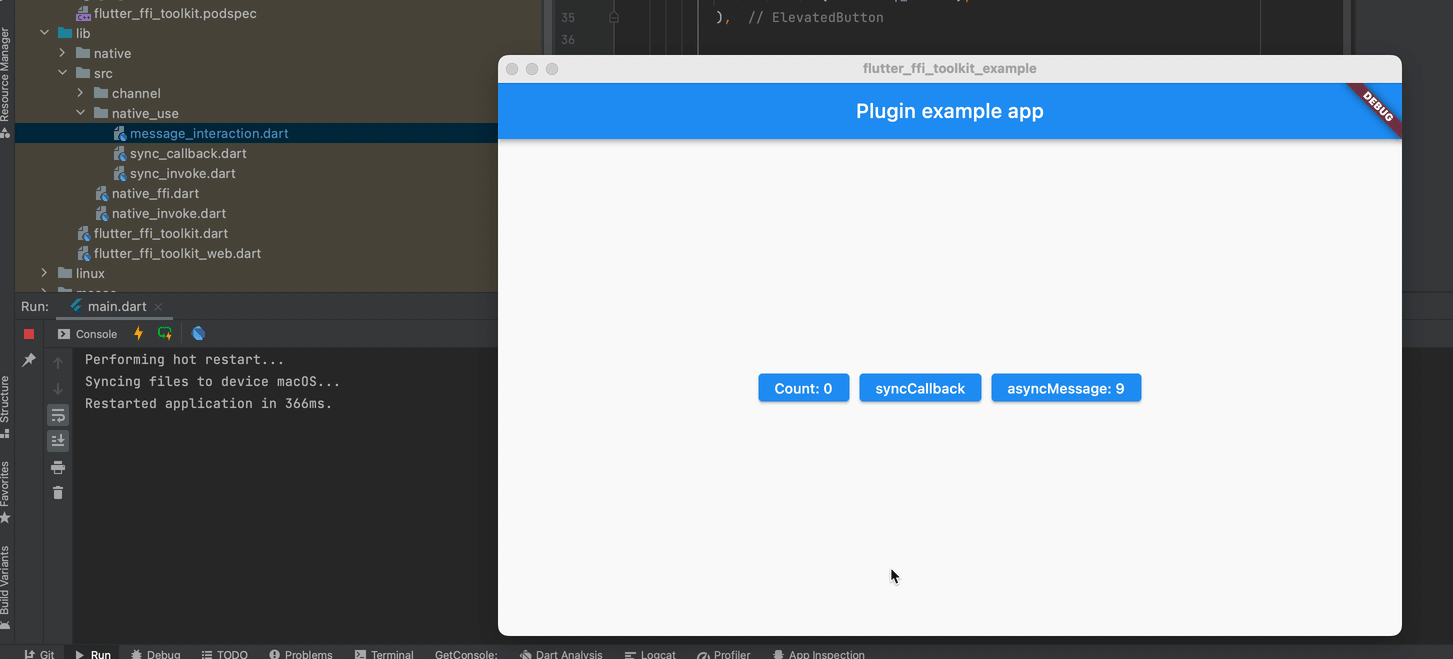 flutter_ffi_toolkit.podspec
lib
native
src
channel
native_use
message_interaction.dart
sync_callback.dart
sync_invoke.dart
native_ffi.dart
native_invoke.dart
flutter_ffi_toolkit.dart
flutter_ffi_toolkit_web.dart
linux
Resource Manager
35 ), // ElevatedButton
36
flutter_ffi_toolkit_example
Plugin example app
DEBUG
Count: 0 syncCallback asyncMessage: 9
Run: main.dart
Console
Performing hot restart...
Syncing files to device macOS...
Restarted application in 366ms.
Structure
Favorites
Build Variants
Git Run Debug TODO Problems Terminal GetConsole: Dart Analysis Logcat Profiler App Inspection